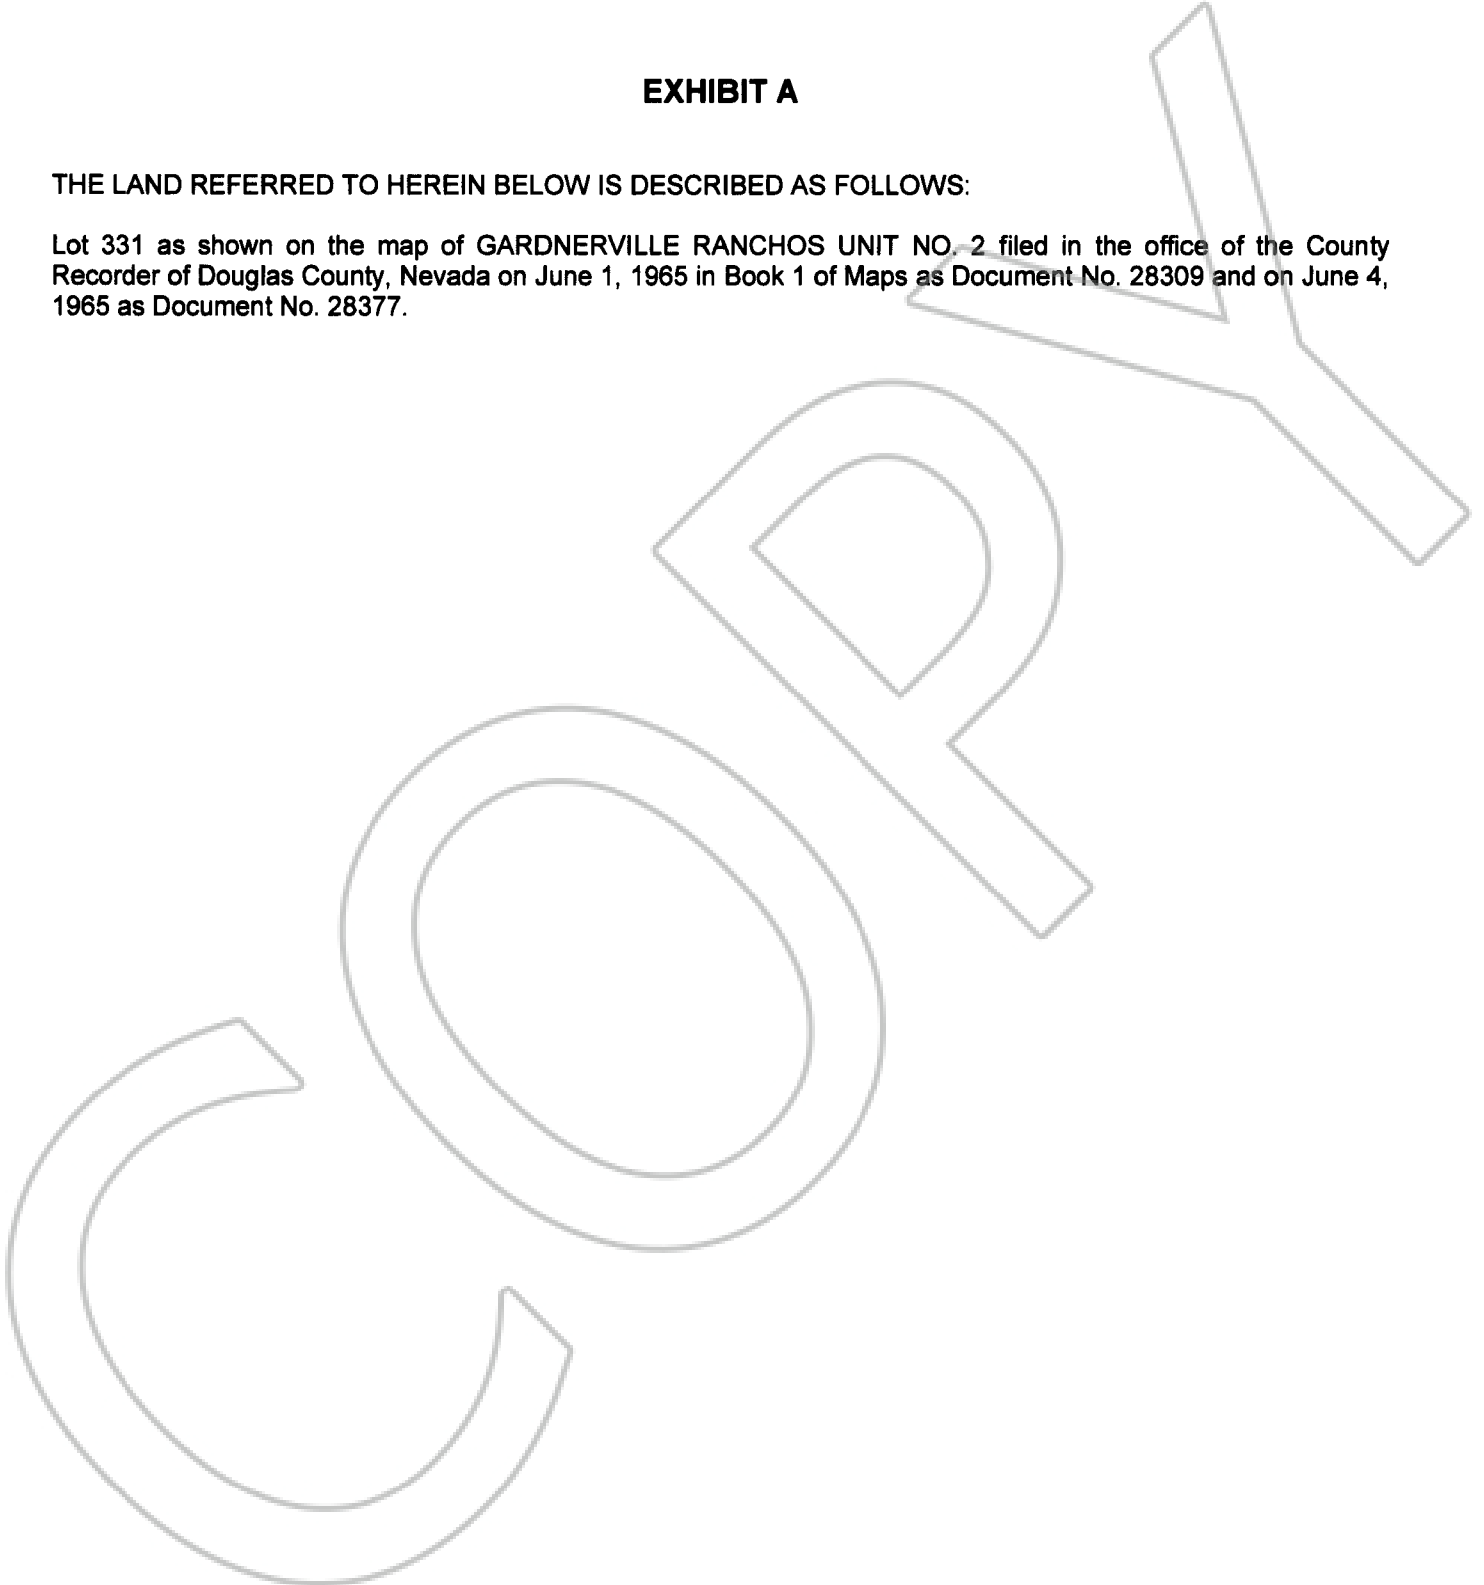 EXHIBIT A
THE LAND REFERRED TO HEREIN BELOW IS DESCRIBED AS FOLLOWS:
Lot 331 as shown on the map of GARDNERVILLE RANCHOS UNIT NO. 2 filed in the office of the County
Recorder of Douglas County, Nevada on June 1, 1965 in Book 1 of Maps as Document No. 28309 and on June 4,
1965 as Document No. 28377.
COPY